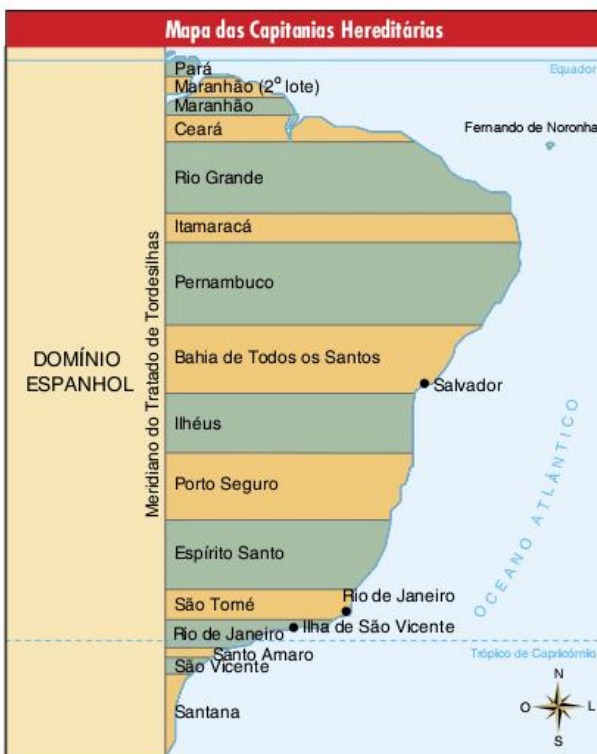 Mapa das Capitanias Hereditárias
Pará
Equador
Maranhão (2º lote)
Maranhão
Ceará
Fernando de Noronha
Rio Grande
Itamaracá
Meridiano do Tratado de Tordesilhas
Pernambuco
DOMÍNIO
ESPANHOL
Bahia de Todos os Santos
Salvador
Ilhéus
OCEANO ATLÂNTICO
Porto Seguro
Espírito Santo
Rio de Janeiro
São Tomé
Ilha de São Vicente
Rio de Janeiro
Santo Amaro
Trópico de Capricórnio
São Vicente
N
O
L
S
Santana